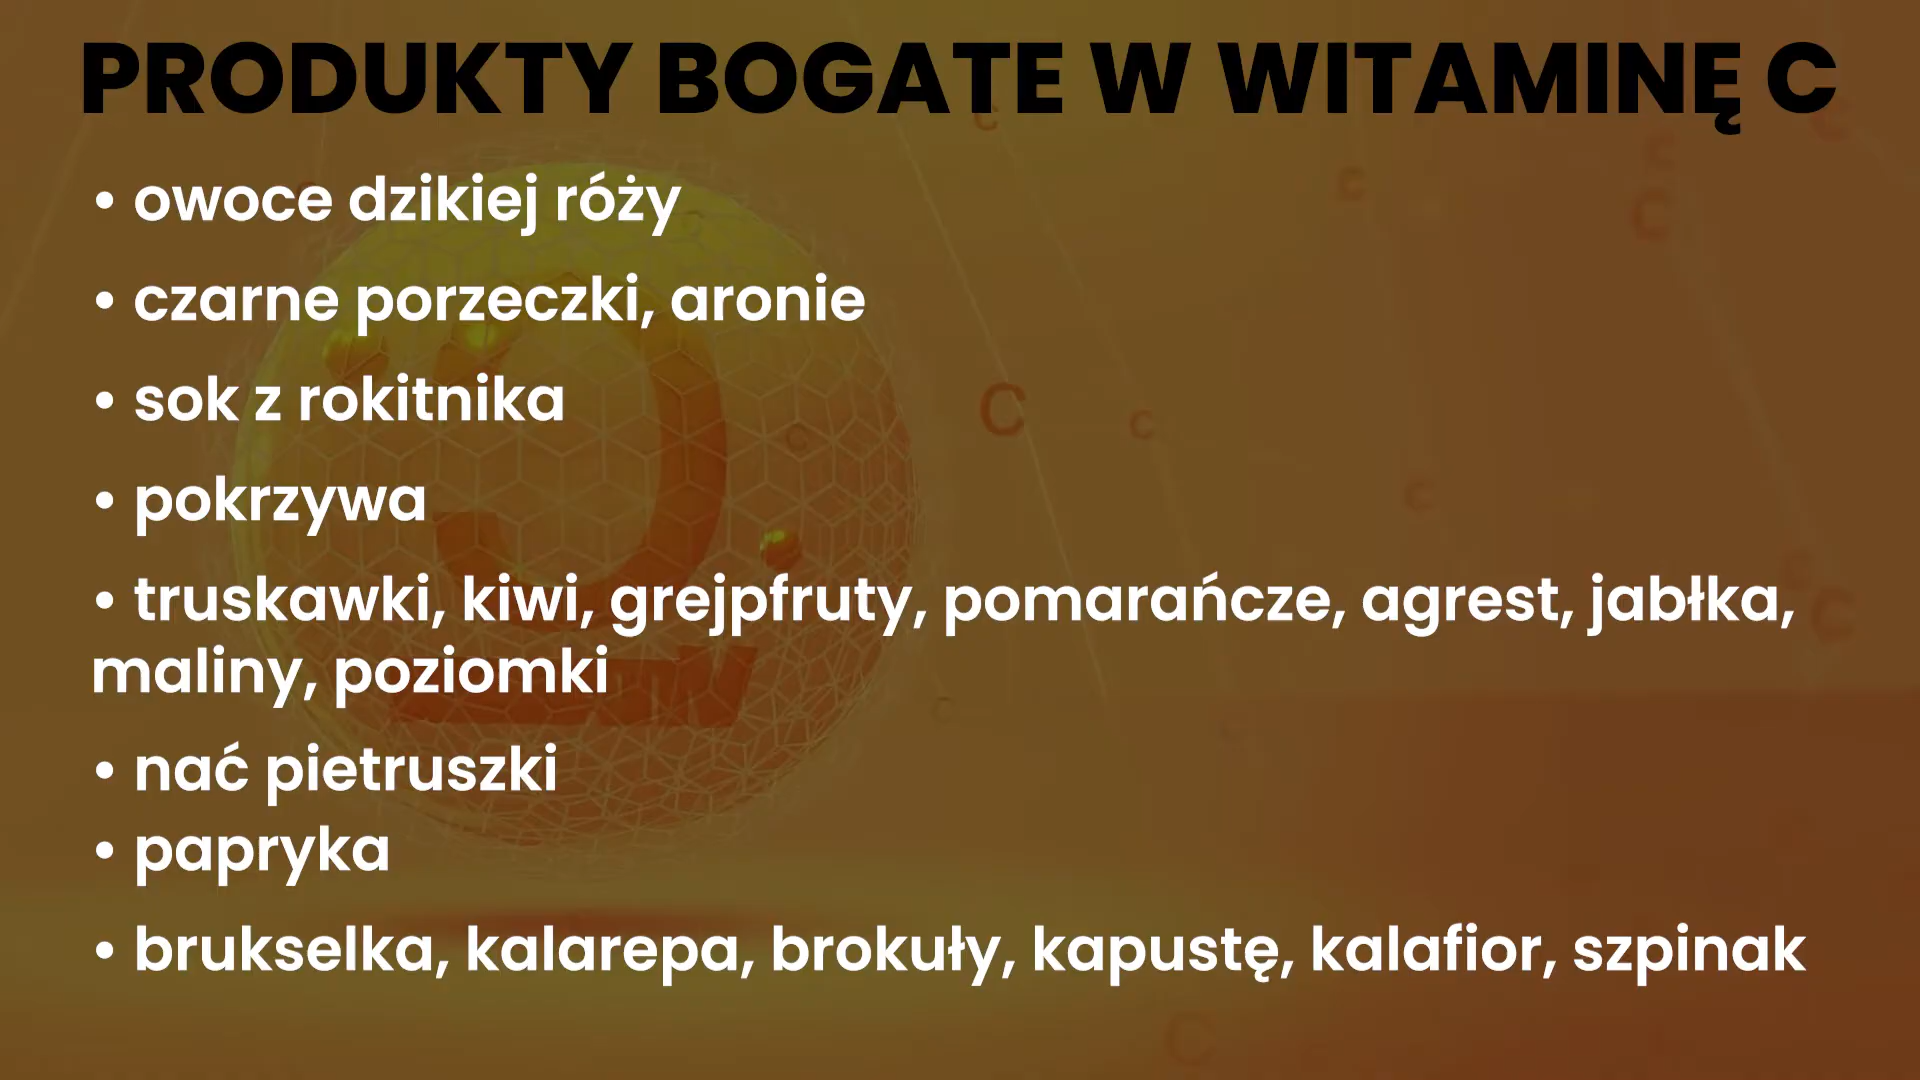 PRODUKTY BOGATE W WITAMINĘ C
• owoce dzikiej róży
• czarne porzeczki, aronie
• sok z rokitnika
• pokrzywa
• truskawki, kiwi, grejpfruty, pomarańcze, agrest, jabłka,
maliny, poziomki
• nać pietruszki
• papryka
• brukselka, kalarepa, brokuły, kapustę, kalafior, szpinak